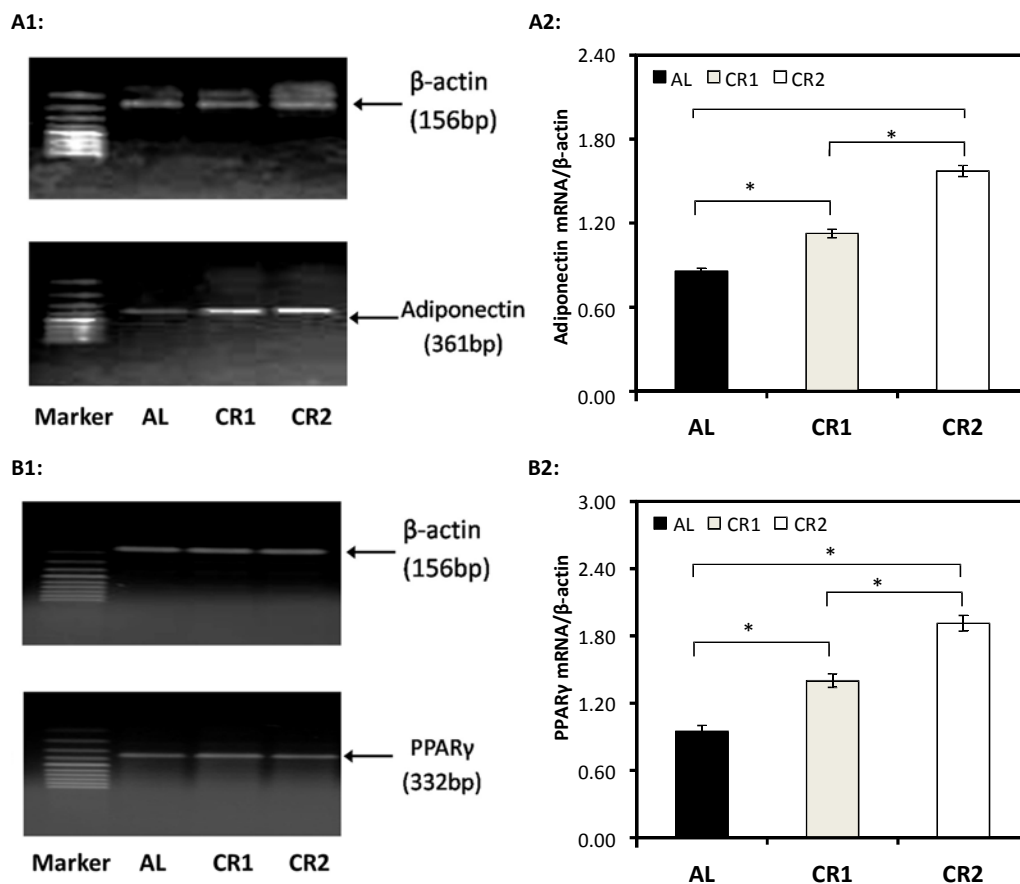 A1:
β-actin
(156bp)
Adiponectin
(361bp)
Marker AL CR1 CR2
A2:
2.40
1.80
1.20
0.60
0.00
Adiponectin mRNA/β-actin
AL CR1 CR2
*
*
AL CR1 CR2
B1:
β-actin
(156bp)
PPARγ
(332bp)
Marker AL CR1 CR2
B2:
3.00
2.40
1.80
1.20
0.60
0.00
PPARγ mRNA/β-actin
AL CR1 CR2
*
*
*
AL CR1 CR2